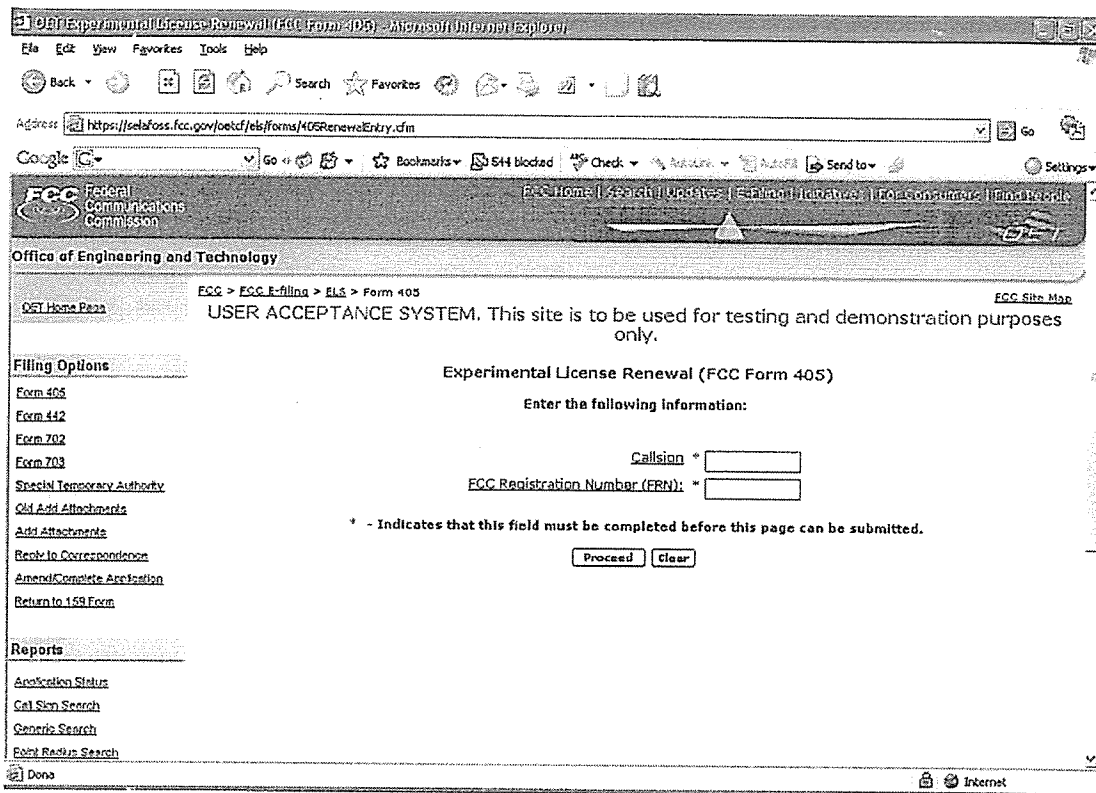 OET Experimental License Renewal (FCC Form 405) - Microsoft Internet Explorer
File Edit View Favorites Tools Help
Back Search Favorites
Address https://selafoss.fcc.gov/oetcf/els/forms/405RenewalEntry.cfm Go
Google Go Bookmarks 544 blocked Check AutoLink AutoFill Send to Settings
FCC Federal Communications Commission
FCC Home | Search | Updates | E-Filing | Initiatives | For Consumers | Find People
OET
Office of Engineering and Technology
FCC > FCC E-filing > ELS > Form 405
FCC Site Map
OET Home Page
USER ACCEPTANCE SYSTEM. This site is to be used for testing and demonstration purposes
only.
Filing Options
Form 405
Form 442
Form 702
Form 703
Special Temporary Authority
Old Add Attachments
Add Attachments
Reply to Correspondence
Amend/Complete Application
Return to 159 Form
Reports
Application Status
Call Sign Search
Generic Search
Point Radius Search
Experimental License Renewal (FCC Form 405)
Enter the following information:
Callsign *
FCC Registration Number (FRN): *
* - Indicates that this field must be completed before this page can be submitted.
Proceed Clear
Done
Internet